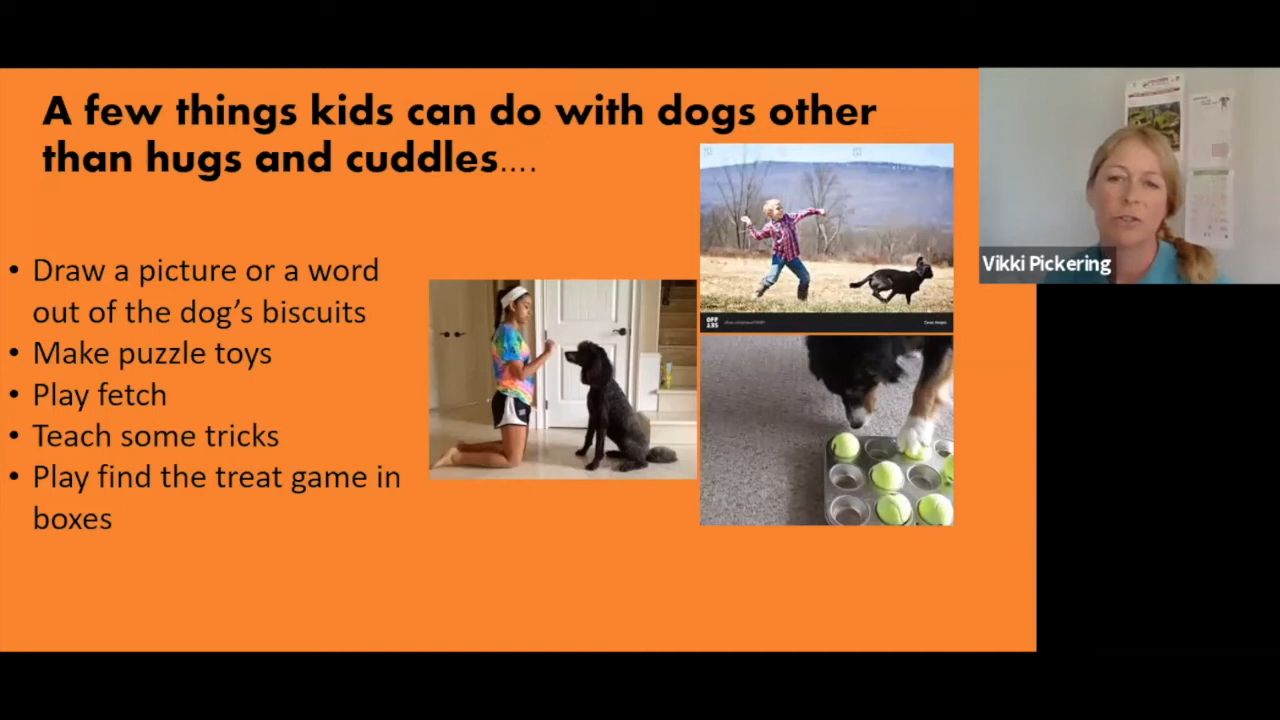 A few things kids can do with dogs other
than hugs and cuddles....
• Draw a picture or a word
out of the dog’s biscuits
• Make puzzle toys
• Play fetch
• Teach some tricks
• Play find the treat game in
boxes
OFF
SET
Vikki Pickering